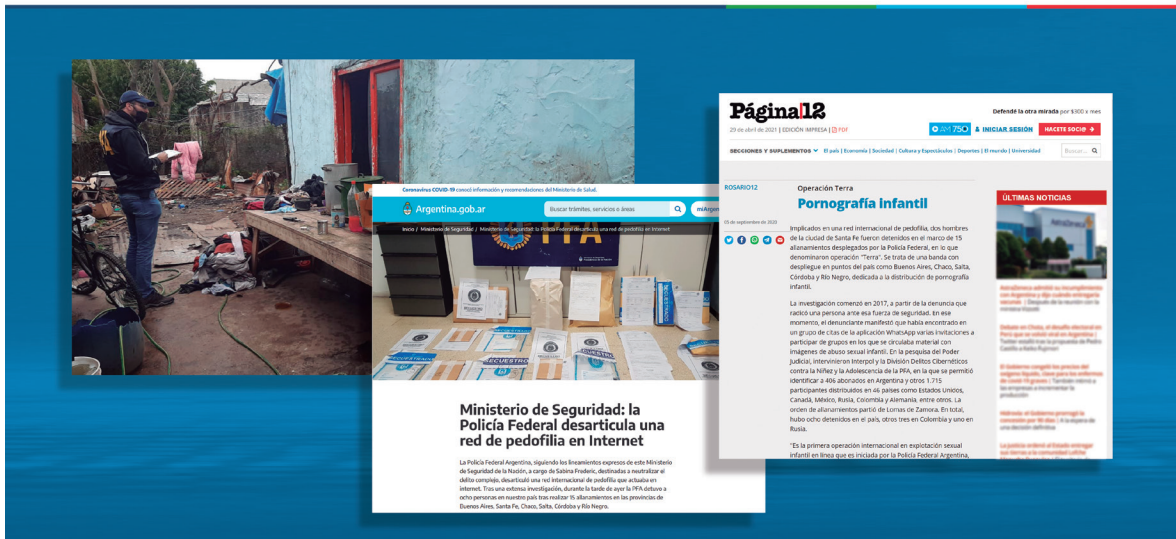 PFA
SECUESTRADO
SECUESTRO
SECUESTRO
Coronavirus COVID-19 conocé información y recomendaciones del Ministerio de Salud.
Argentina.gob.ar
Buscar trámites, servicios o áreas
Inicio / Ministerio de Seguridad / Ministerio de Seguridad: la Policía Federal desarticula una red de pedofilia en Internet
Ministerio de Seguridad: la
Policía Federal desarticula una
red de pedofilia en Internet
La Policía Federal Argentina, siguiendo los lineamientos expresos de este Ministerio
de Seguridad de la Nación, a cargo de Sabina Frederic, destinadas a neutralizar el
delito complejo, desarticuló una red internacional de pedofilia que actuaba en
internet. Tras una extensa investigación, durante la tarde de ayer la PFA detuvo a
ocho personas en nuestro país tras realizar 15 allanamientos en las provincias de
Buenos Aires, Santa Fe, Chaco, Salta, Córdoba y Río Negro.
Página|12
Defendé la otra mirada por $300 x mes
29 de abril de 2021 | EDICIÓN IMPRESA | PDF
AM 750 INICIAR SESIÓN HACETE SOCI@
SECCIONES Y SUPLEMENTOS El país | Economía | Sociedad | Cultura y Espectáculos | Deportes | El mundo | Universidad
Buscar...
ROSARIO12
Operación Terra
Pornografía infantil
05 de septiembre de 2020
Implicados en una red internacional de pedofilia, dos hombres
de la ciudad de Santa Fe fueron detenidos en el marco de 15
allanamientos desplegados por la Policía Federal, en lo que
denominaron operación "Terra". Se trata de una banda con
despliegue en puntos del país como Buenos Aires, Chaco, Salta,
Córdoba y Río Negro, dedicada a la distribución de pornografía
infantil.
La investigación comenzó en 2017, a partir de la denuncia que
radicó una persona ante esa fuerza de seguridad. En ese
momento, el denunciante manifestó que había encontrado en
un grupo de citas de la aplicación WhatsApp varias invitaciones a
participar de grupos en los que se circulaba material con
imágenes de abuso sexual infantil. En la pesquisa del Poder
Judicial, intervinieron Interpol y la División Delitos Cibernéticos
contra la Niñez y la Adolescencia de la PFA, en la que se permitió
identificar a 406 abonados en Argentina y otros 1.715
participantes distribuidos en 46 países como Estados Unidos,
Canadá, México, Rusia, Colombia y Alemania, entre otros. La
orden de allanamientos partió de Lomas de Zamora. En total,
hubo ocho detenidos en el país, otros tres en Colombia y uno en
Rusia.
"Es la primera operación internacional en explotación sexual
infantil en línea que es iniciada por la Policía Federal Argentina,
ÚLTIMAS NOTICIAS